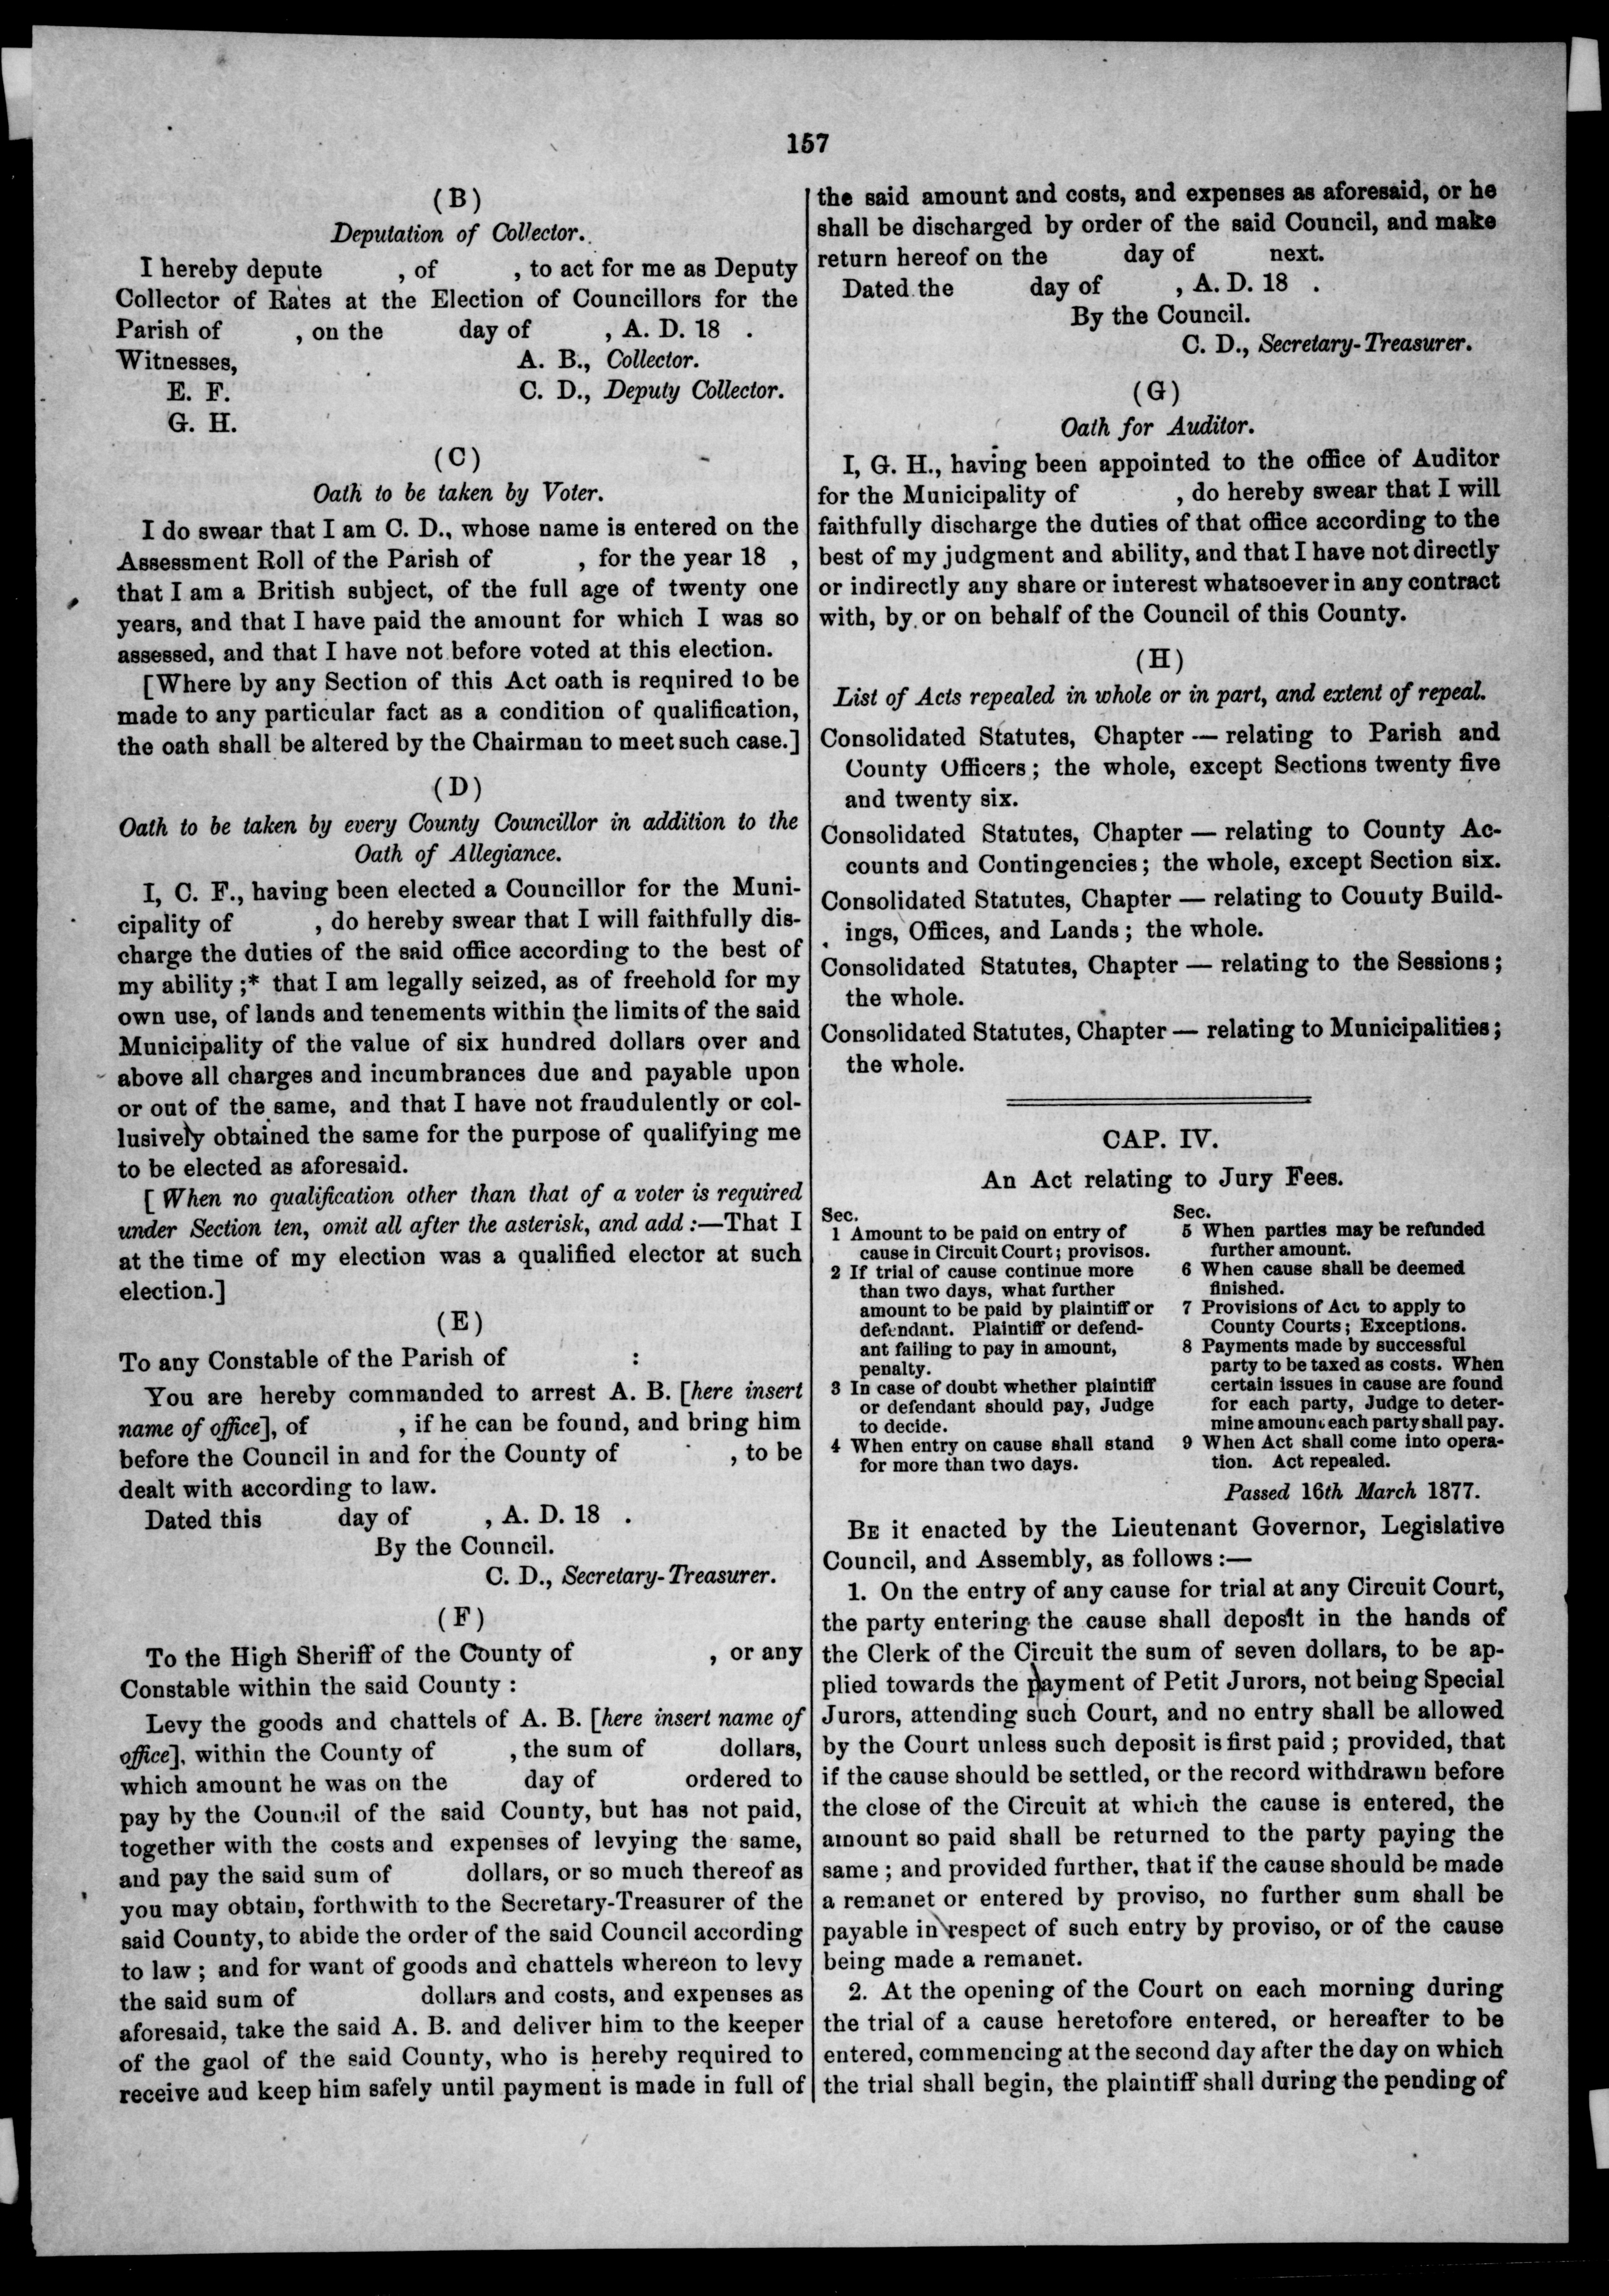 157
(B)
Deputation of Collector.
I hereby depute , of , to act for me as Deputy
Collector of Rates at the Election of Councillors for the
Parish of , on the day of , A. D. 18 .
Witnesses, A. B., Collector.
E. F. C. D., Deputy Collector.
G. H.
(C)
Oath to be taken by Voter.
I do swear that I am C. D., whose name is entered on the
Assessment Roll of the Parish of , for the year 18 ,
that I am a British subject, of the full age of twenty one
years, and that I have paid the amount for which I was so
assessed, and that I have not before voted at this election.
[Where by any Section of this Act oath is required to be
made to any particular fact as a condition of qualification,
the oath shall be altered by the Chairman to meet such case.]
(D)
Oath to be taken by every County Councillor in addition to the
Oath of Allegiance.
I, C. F., having been elected a Councillor for the Muni-
cipality of , do hereby swear that I will faithfully dis-
charge the duties of the said office according to the best of
my ability ;* that I am legally seized, as of freehold for my
own use, of lands and tenements within the limits of the said
Municipality of the value of six hundred dollars over and
above all charges and incumbrances due and payable upon
or out of the same, and that I have not fraudulently or col-
lusively obtained the same for the purpose of qualifying me
to be elected as aforesaid.
[When no qualification other than that of a voter is required
under Section ten, omit all after the asterisk, and add :—That I
at the time of my election was a qualified elector at such
election.]
(E)
To any Constable of the Parish of :
You are hereby commanded to arrest A. B. [here insert
name of office], of , if he can be found, and bring him
before the Council in and for the County of , to be
dealt with according to law.
Dated this day of , A. D. 18 .
By the Council.
C. D., Secretary-Treasurer.
(F)
To the High Sheriff of the County of , or any
Constable within the said County :
Levy the goods and chattels of A. B. [here insert name of
office], within the County of , the sum of dollars,
which amount he was on the day of ordered to
pay by the Council of the said County, but has not paid,
together with the costs and expenses of levying the same,
and pay the said sum of dollars, or so much thereof as
you may obtain, forthwith to the Secretary-Treasurer of the
said County, to abide the order of the said Council according
to law ; and for want of goods and chattels whereon to levy
the said sum of dollars and costs, and expenses as
aforesaid, take the said A. B. and deliver him to the keeper
of the gaol of the said County, who is hereby required to
receive and keep him safely until payment is made in full of
the said amount and costs, and expenses as aforesaid, or he
shall be discharged by order of the said Council, and make
return hereof on the day of next.
Dated the day of , A. D. 18 .
By the Council.
C. D., Secretary-Treasurer.
(G)
Oath for Auditor.
I, G. H., having been appointed to the office of Auditor
for the Municipality of , do hereby swear that I will
faithfully discharge the duties of that office according to the
best of my judgment and ability, and that I have not directly
or indirectly any share or interest whatsoever in any contract
with, by or on behalf of the Council of this County.
(H)
List of Acts repealed in whole or in part, and extent of repeal.
Consolidated Statutes, Chapter — relating to Parish and
County Officers ; the whole, except Sections twenty five
and twenty six.
Consolidated Statutes, Chapter — relating to County Ac-
counts and Contingencies ; the whole, except Section six.
Consolidated Statutes, Chapter — relating to County Build-
ings, Offices, and Lands ; the whole.
Consolidated Statutes, Chapter — relating to the Sessions ;
the whole.
Consolidated Statutes, Chapter — relating to Municipalities ;
the whole.
CAP. IV.
An Act relating to Jury Fees.
Sec.
1 Amount to be paid on entry of
cause in Circuit Court ; provisos.
2 If trial of cause continue more
than two days, what further
amount to be paid by plaintiff or
defendant. Plaintiff or defend-
ant failing to pay in amount,
penalty.
3 In case of doubt whether plaintiff
or defendant should pay, Judge
to decide.
4 When entry on cause shall stand
for more than two days.
Sec.
5 When parties may be refunded
further amount.
6 When cause shall be deemed
finished.
7 Provisions of Act to apply to
County Courts ; Exceptions.
8 Payments made by successful
party to be taxed as costs. When
certain issues in cause are found
for each party, Judge to deter-
mine amount each party shall pay.
9 When Act shall come into opera-
tion. Act repealed.
Passed 16th March 1877.
BE it enacted by the Lieutenant Governor, Legislative
Council, and Assembly, as follows :—
1. On the entry of any cause for trial at any Circuit Court,
the party entering the cause shall deposit in the hands of
the Clerk of the Circuit the sum of seven dollars, to be ap-
plied towards the payment of Petit Jurors, not being Special
Jurors, attending such Court, and no entry shall be allowed
by the Court unless such deposit is first paid ; provided, that
if the cause should be settled, or the record withdrawn before
the close of the Circuit at which the cause is entered, the
amount so paid shall be returned to the party paying the
same ; and provided further, that if the cause should be made
a remanet or entered by proviso, no further sum shall be
payable in respect of such entry by proviso, or of the cause
being made a remanet.
2. At the opening of the Court on each morning during
the trial of a cause heretofore entered, or hereafter to be
entered, commencing at the second day after the day on which
the trial shall begin, the plaintiff shall during the pending of